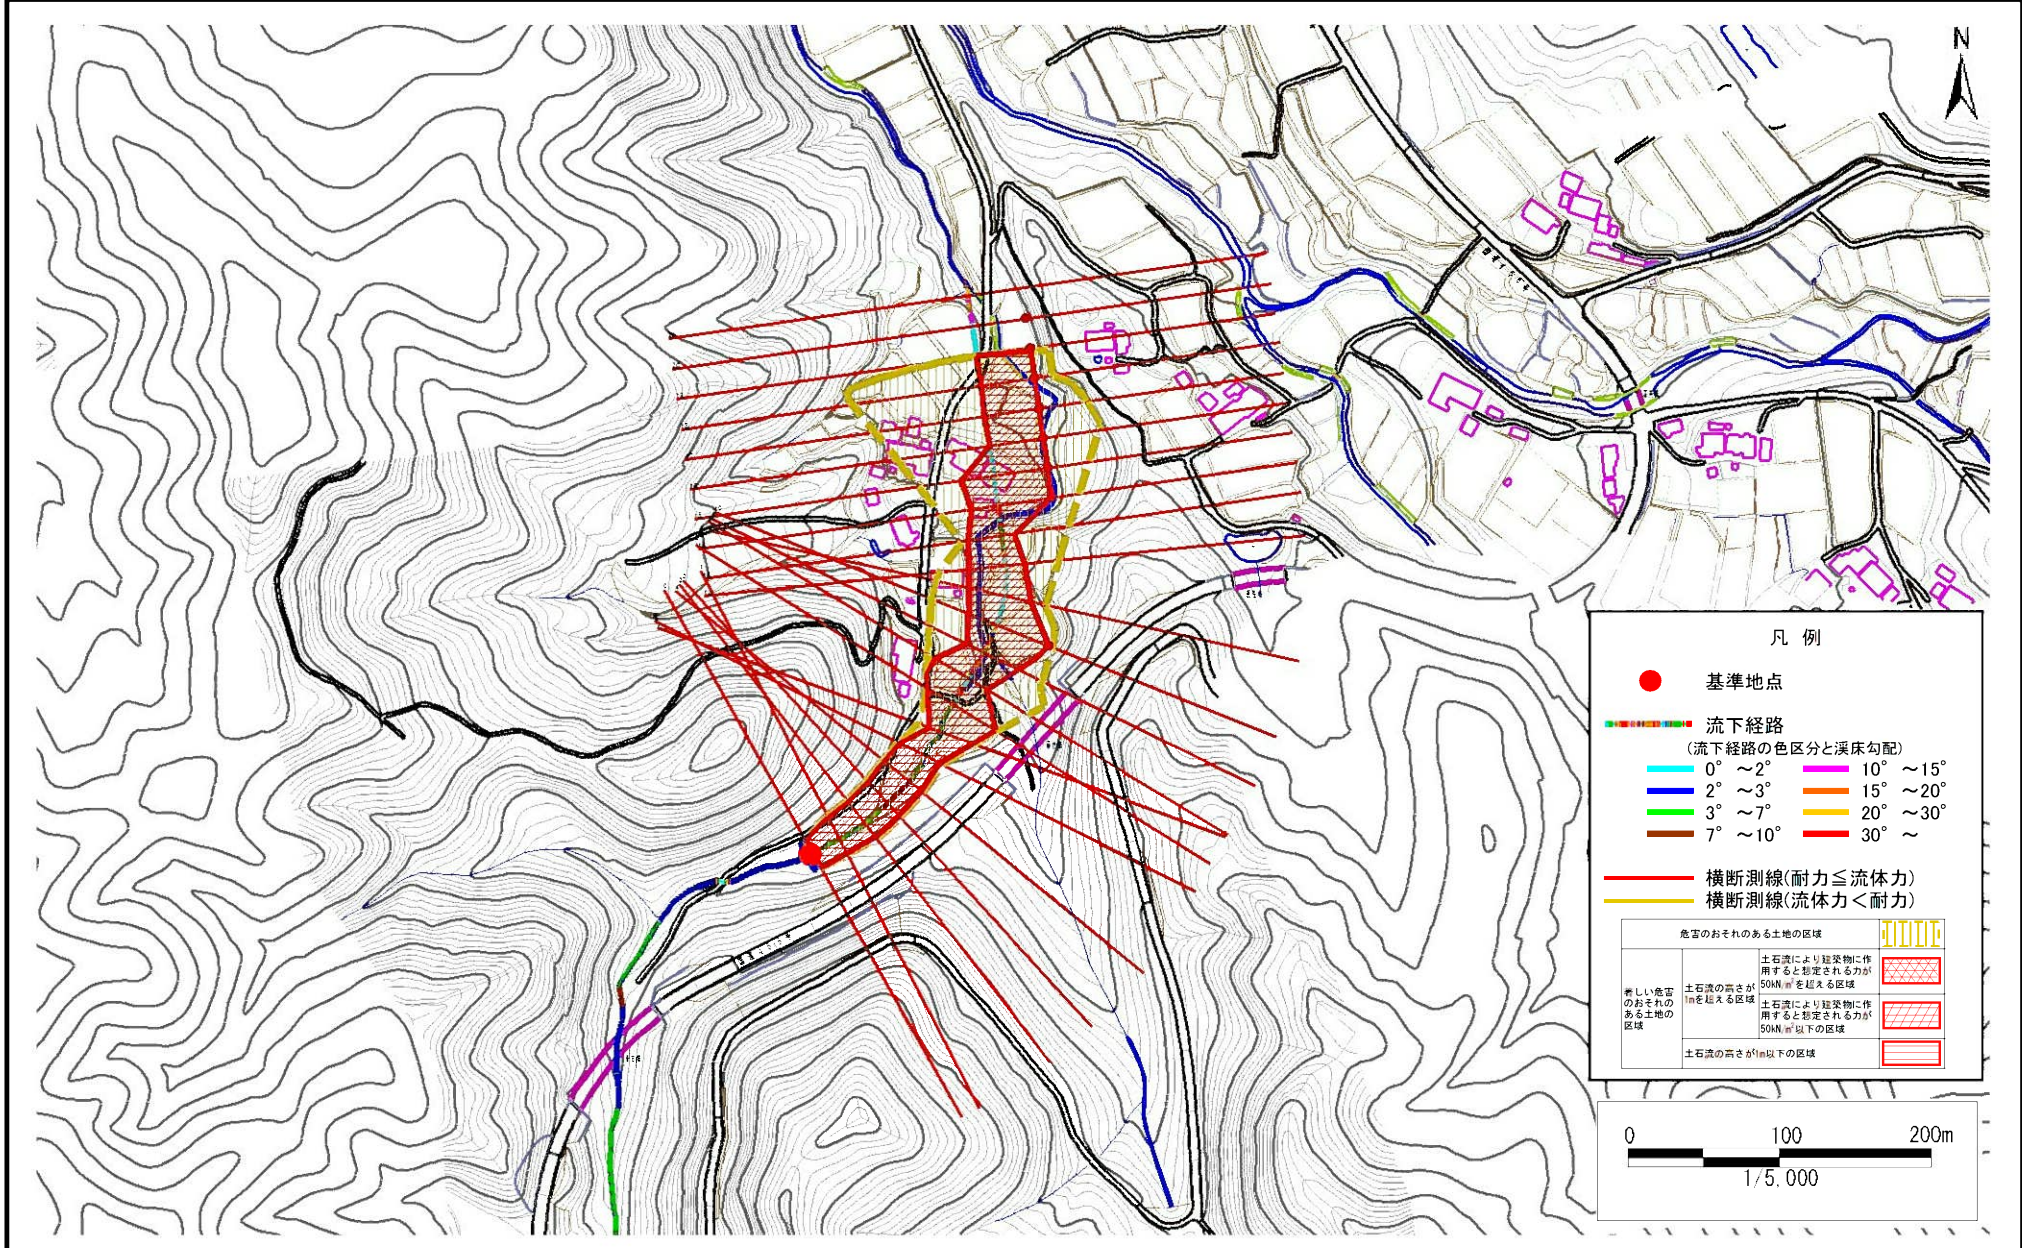 N
凡 例
基準地点
流下経路
(流下経路の色区分と渓床勾配)
0° ～2° 10° ～15°
2° ～3° 15° ～20°
3° ～7° 20° ～30°
7° ～10° 30° ～
横断測線(耐力≦流体力)
横断測線(流体力＜耐力)
危害のおそれのある土地の区域
著しい危害
のおそれの
ある土地の
区域
土石流の高さが
1mを超える区域
土石流により建築物に作
用すると想定される力が
50kN/㎡を超える区域
土石流により建築物に作
用すると想定される力が
50kN/㎡以下の区域
土石流の高さが1m以下の区域
0 100 200m
1/5,000